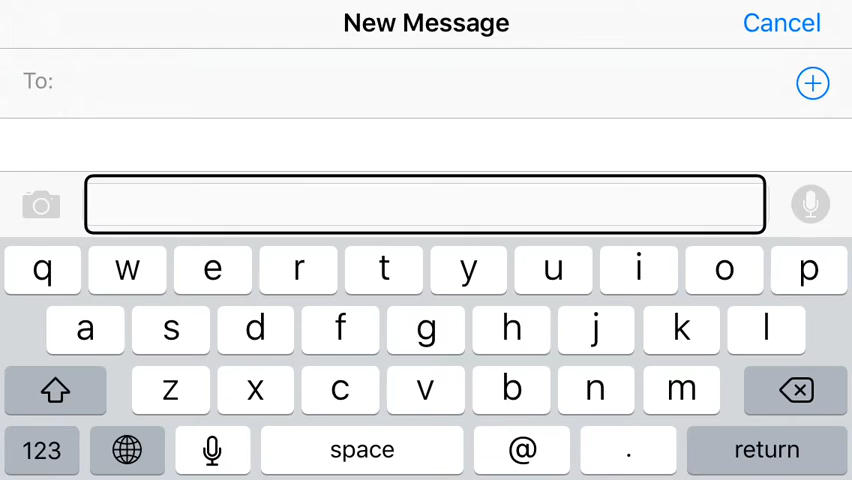 New Message
Cancel
To:
q w e r t y u i o p
a s d f g h j k l
z x c v b n m
123 space @ . return